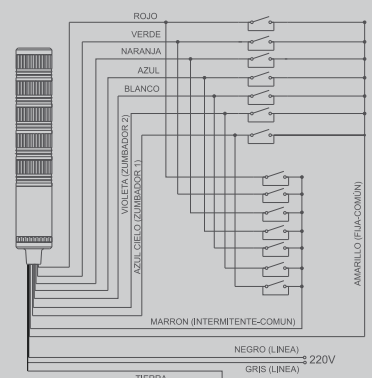 ROJO
VERDE
NARANJA
AZUL
BLANCO
VIOLETA (ZUMBADOR 2)
AZUL CIELO (ZUMBADOR 1)
AMARILLO (FIJA-COMÚN)
MARRON (INTERMITENTE-COMUN)
NEGRO (LINEA)
220V
GRIS (LINEA)
TIERRA